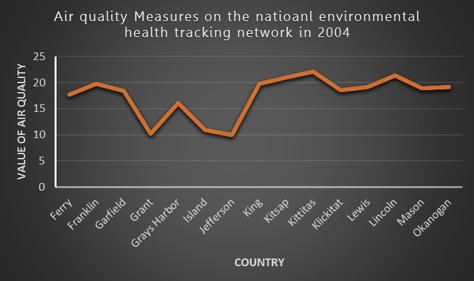 Air quality Measures on the natioanl environmental
health tracking network in 2004
VALUE OF AIR QUALITY
25
20
15
10
5
0
Ferry
Franklin
Garfield
Grant
Grays Harbor
Island
Jefferson
King
Kitsap
Kittitas
Klickitat
Lewis
Lincoln
Mason
Okanogan
COUNTRY